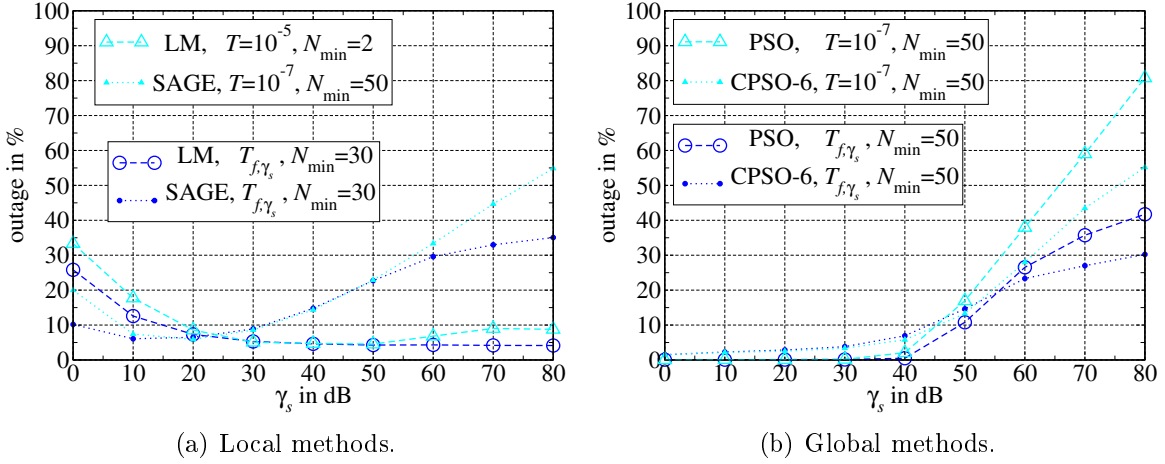 LM, T=10^-5, N_min=2
SAGE, T=10^-7, N_min=50
LM, T_f,γ_s, N_min=30
SAGE, T_f,γ_s, N_min=30
outage in %
100
90
80
70
60
50
40
30
20
10
0
0 10 20 30 40 50 60 70 80
γ_s in dB
(a) Local methods.
PSO, T=10^-7, N_min=50
CPSO-6, T=10^-7, N_min=50
PSO, T_f,γ_s, N_min=50
CPSO-6, T_f,γ_s, N_min=50
outage in %
100
90
80
70
60
50
40
30
20
10
0
0 10 20 30 40 50 60 70 80
γ_s in dB
(b) Global methods.